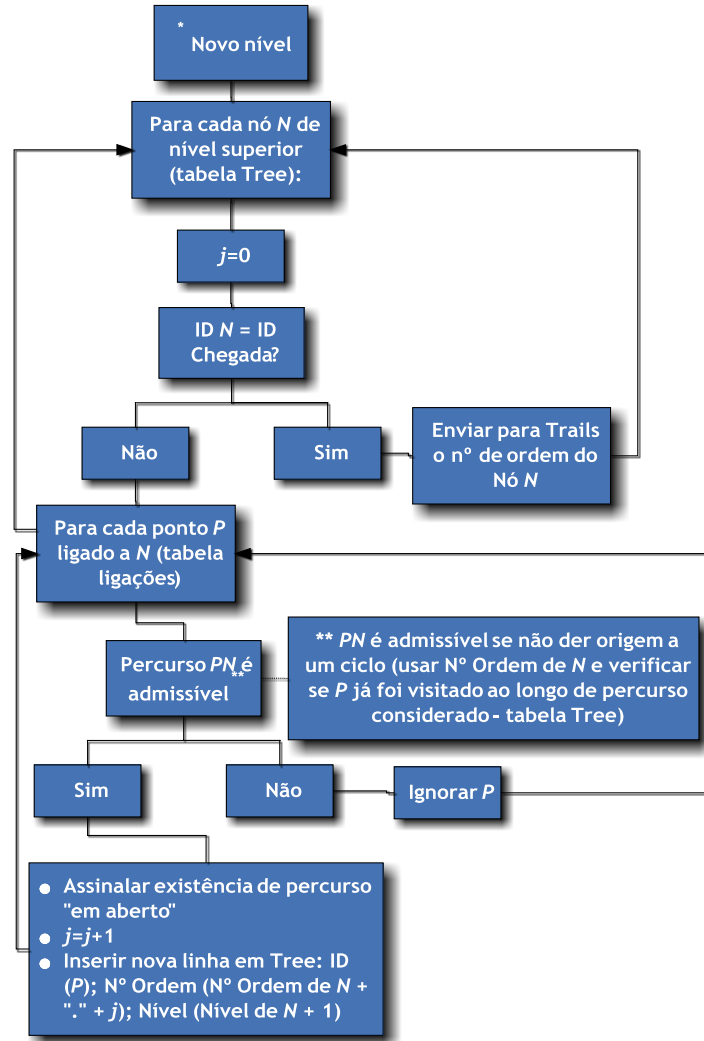 *
Novo nível
Para cada nó N de
nível superior
(tabela Tree):
j=0
ID N = ID
Chegada?
Não
Sim
Enviar para Trails
o nº de ordem do
Nó N
Para cada ponto P
ligado a N (tabela
ligações)
Percurso PN é
admissível**
** PN é admissível se não der origem a
um ciclo (usar Nº Ordem de N e verificar
se P já foi visitado ao longo de percurso
considerado - tabela Tree)
Sim
Não
Ignorar P
● Assinalar existência de percurso
"em aberto"
● j=j+1
● Inserir nova linha em Tree: ID
(P); Nº Ordem (Nº Ordem de N +
"." + j); Nível (Nível de N + 1)